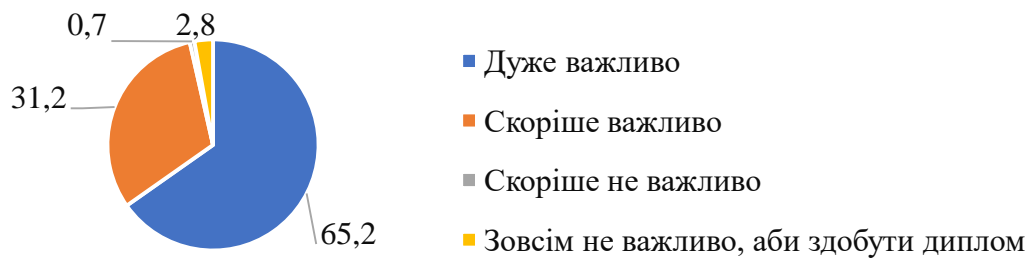 0,7
2,8
31,2
65,2
Дуже важливо
Скоріше важливо
Скоріше не важливо
Зовсім не важливо, аби здобути диплом